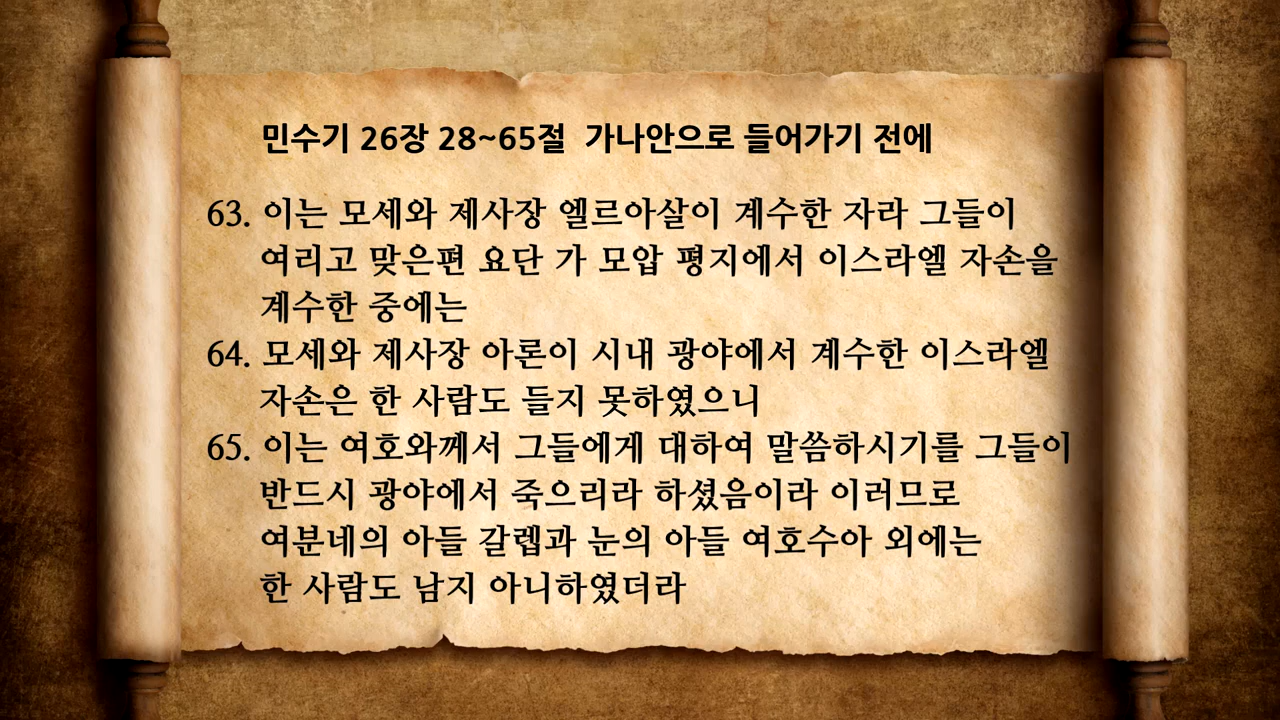 민수기 26장 28~65절  가나안으로 들어가기 전에
63. 이는 모세와 제사장 엘르아살이 계수한 자라 그들이
여리고 맞은편 요단 가 모압 평지에서 이스라엘 자손을
계수한 중에는
64. 모세와 제사장 아론이 시내 광야에서 계수한 이스라엘
자손은 한 사람도 들지 못하였으니
65. 이는 여호와께서 그들에게 대하여 말씀하시기를 그들이
반드시 광야에서 죽으리라 하셨음이라 이러므로
여분네의 아들 갈렙과 눈의 아들 여호수아 외에는
한 사람도 남지 아니하였더라